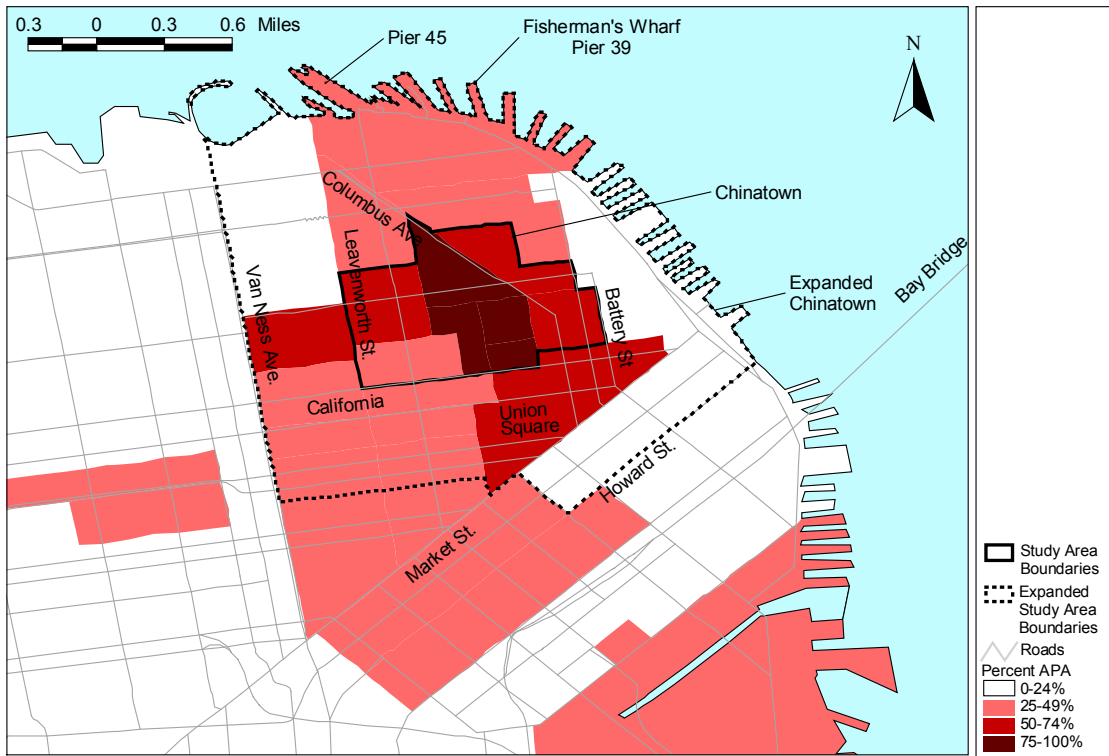 0.3 0 0.3 0.6 Miles
Pier 45
Fisherman's Wharf
Pier 39
N
Chinatown
Columbus Ave
Leavenworth St.
Van Ness Ave.
Battery St
Expanded
Chinatown
Bay Bridge
California
Union
Square
Howard St.
Market St.
Study Area
Boundaries
Expanded
Study Area
Boundaries
Roads
Percent APA
0-24%
25-49%
50-74%
75-100%